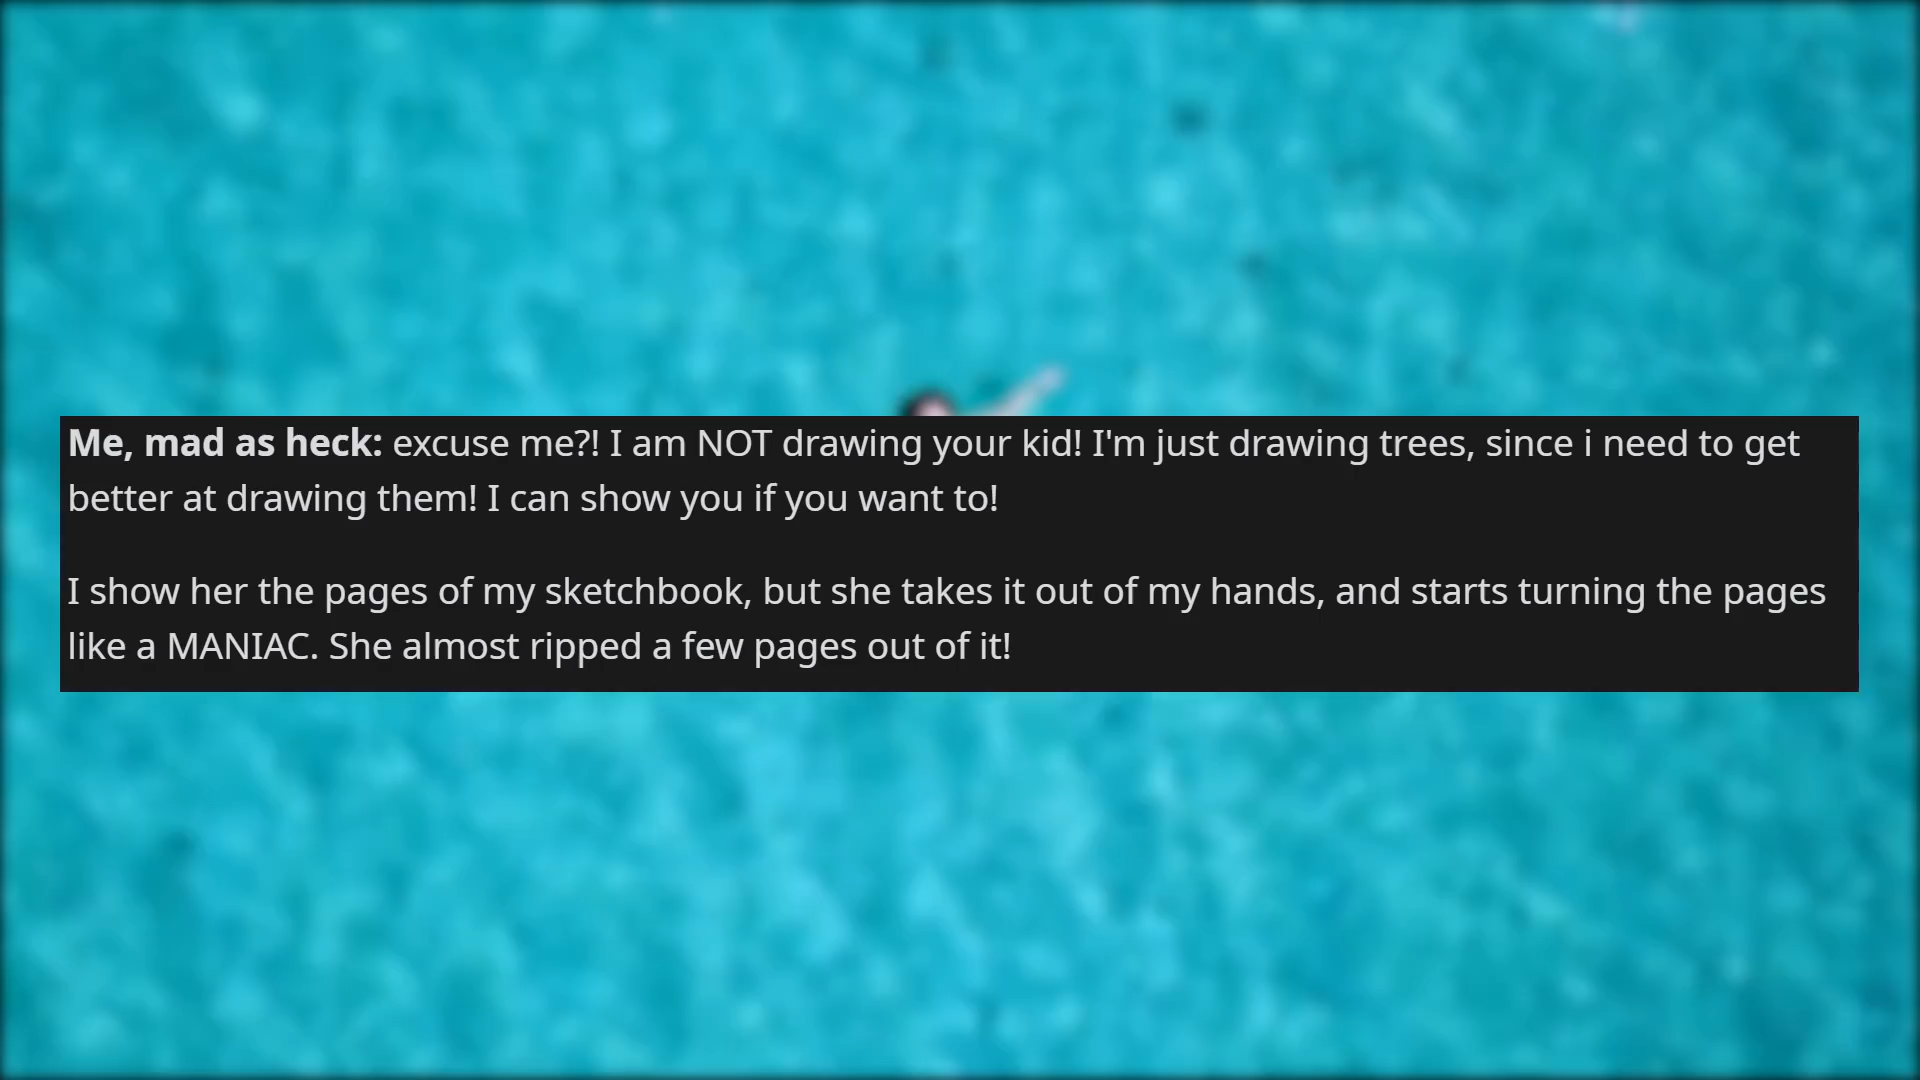 Me, mad as heck: excuse me?! I am NOT drawing your kid! I'm just drawing trees, since i need to get
better at drawing them! I can show you if you want to!
I show her the pages of my sketchbook, but she takes it out of my hands, and starts turning the pages
like a MANIAC. She almost ripped a few pages out of it!